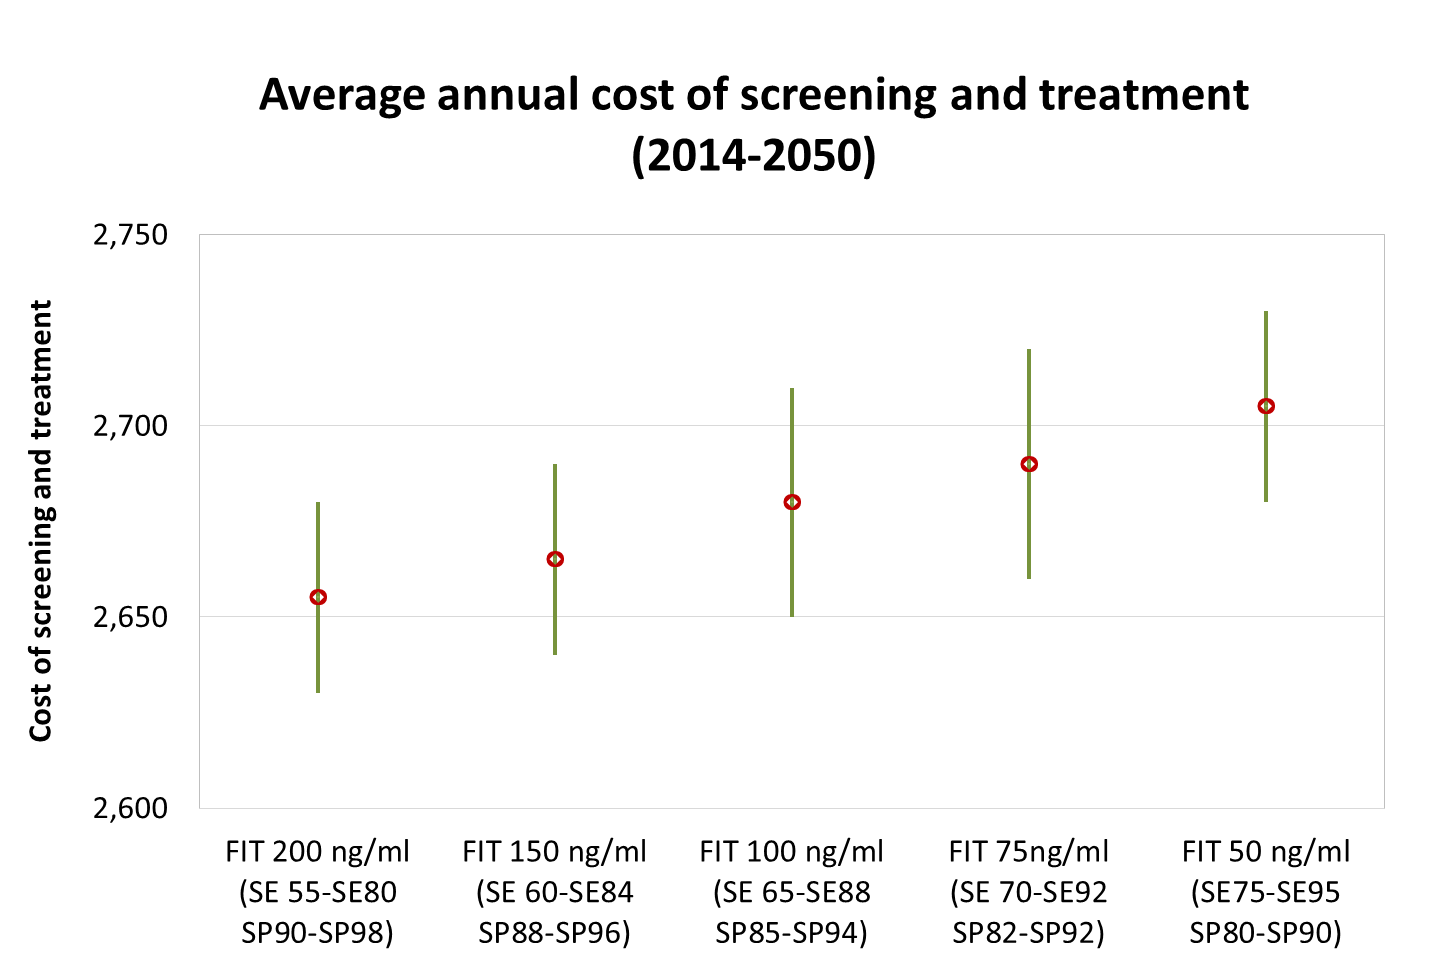 Average annual cost of screening and treatment
(2014-2050)
2,750
2,700
2,650
2,600
Cost of screening and treatment
FIT 200 ng/ml
(SE 55-SE80
SP90-SP98)
FIT 150 ng/ml
(SE 60-SE84
SP88-SP96)
FIT 100 ng/ml
(SE 65-SE88
SP85-SP94)
FIT 75ng/ml
(SE 70-SE92
SP82-SP92)
FIT 50 ng/ml
(SE75-SE95
SP80-SP90)